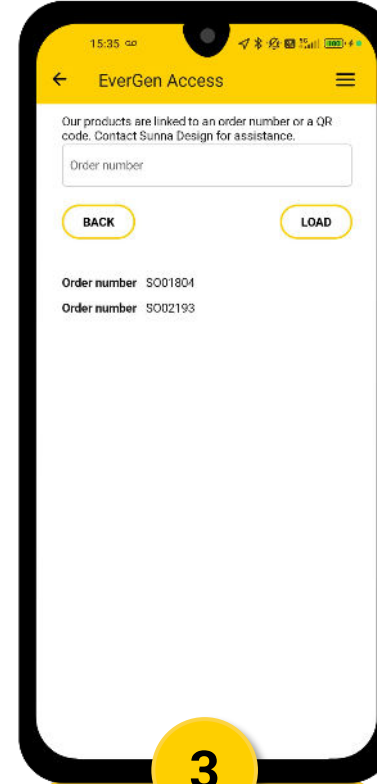 15:35
EverGen Access
Our products are linked to an order number or a QR
code. Contact Sunna Design for assistance.
Order number
BACK
LOAD
Order number SO01804
Order number SO02193
3